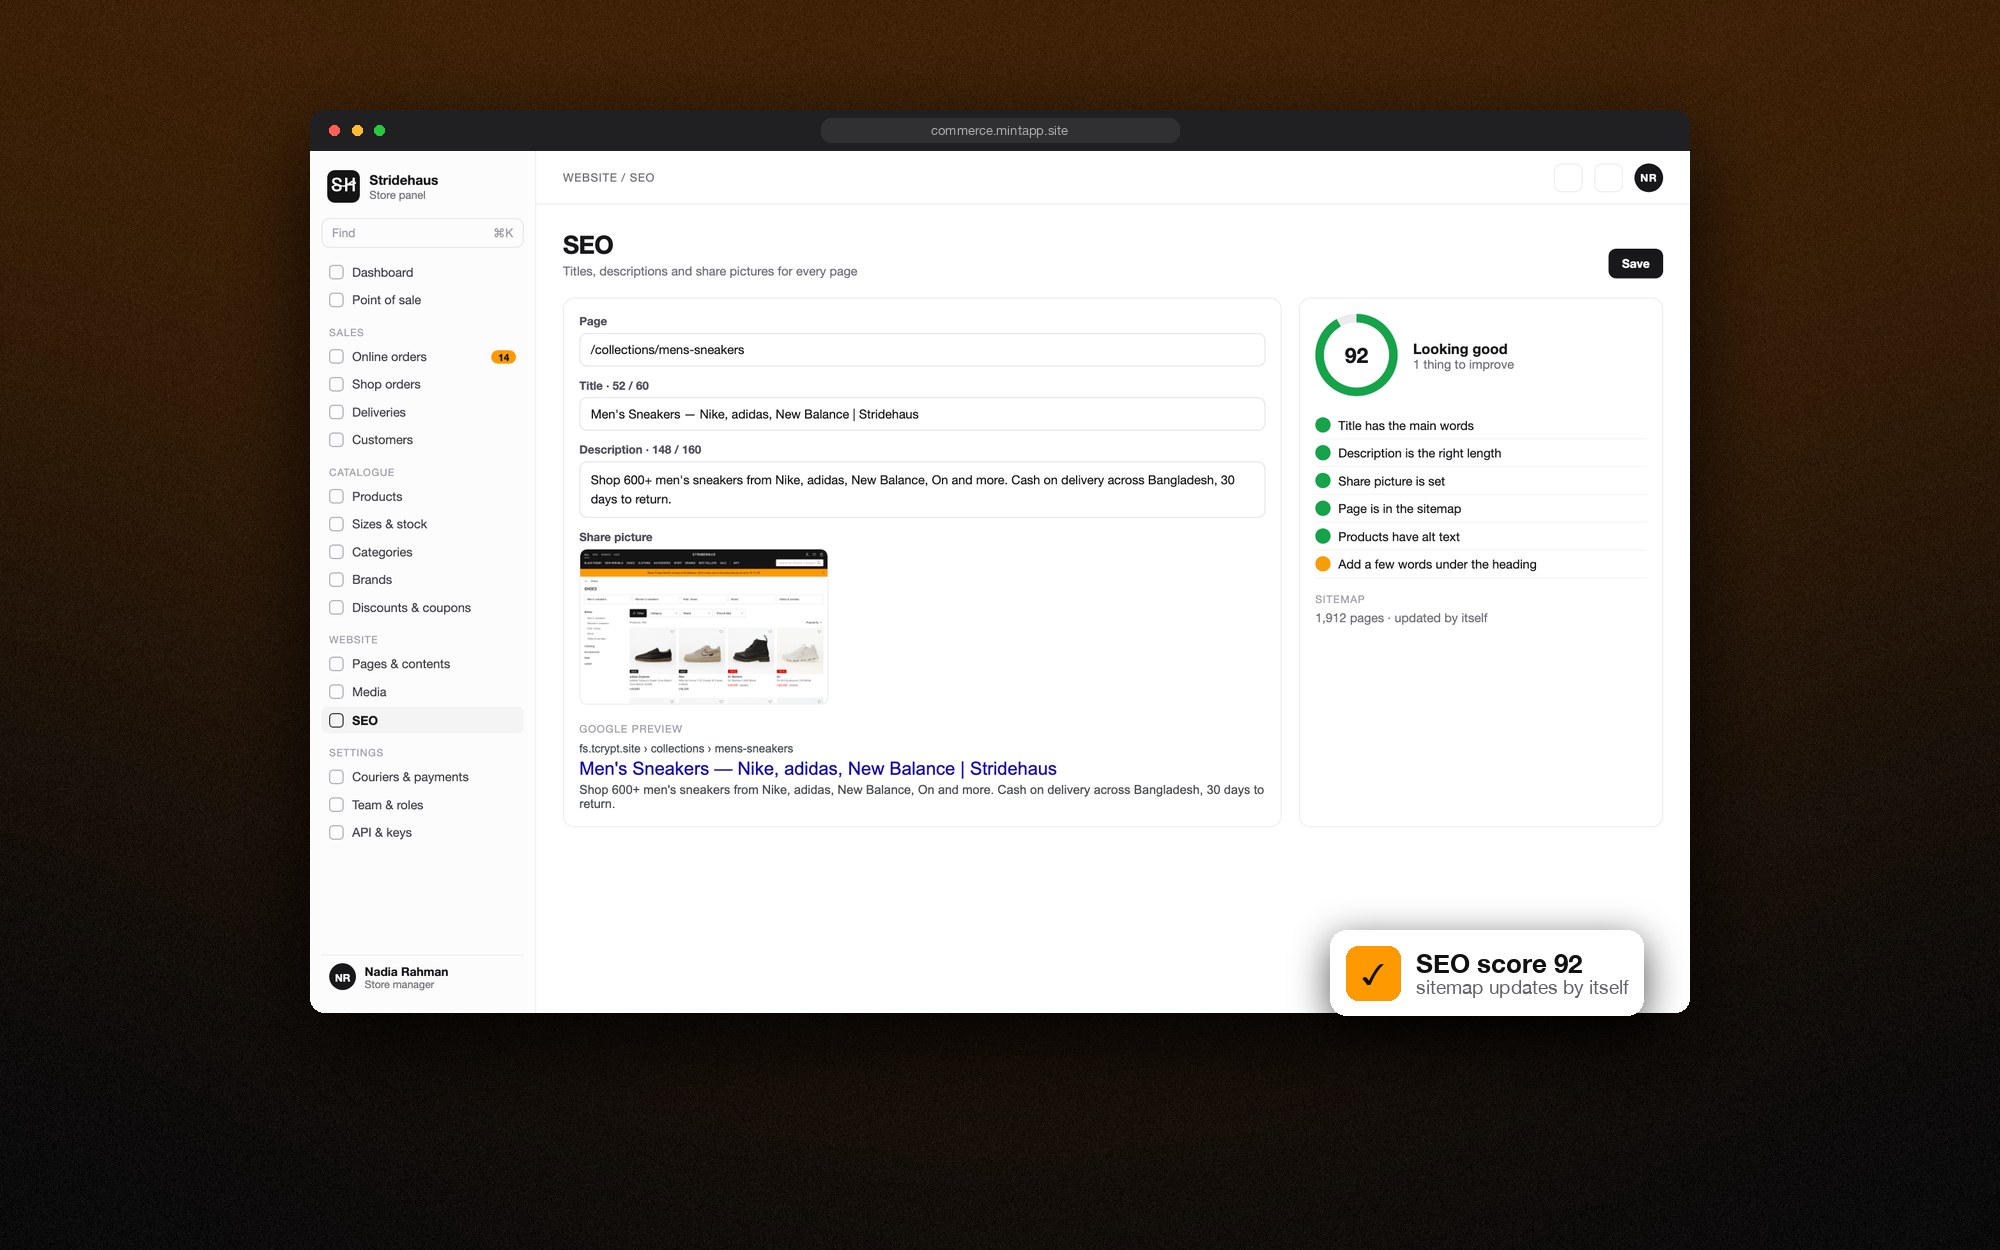 commerce.mintapp.site
SH
Stridehaus
Store panel
Find ⌘K
Dashboard
Point of sale
SALES
Online orders 14
Shop orders
Deliveries
Customers
CATALOGUE
Products
Sizes & stock
Categories
Brands
Discounts & coupons
WEBSITE
Pages & contents
Media
SEO
SETTINGS
Couriers & payments
Team & roles
API & keys
NR
Nadia Rahman
Store manager
WEBSITE / SEO
NR
SEO
Titles, descriptions and share pictures for every page
Save
Page
/collections/mens-sneakers
Title · 52 / 60
Men's Sneakers — Nike, adidas, New Balance | Stridehaus
Description · 148 / 160
Shop 600+ men's sneakers from Nike, adidas, New Balance, On and more. Cash on delivery across Bangladesh, 30
days to return.
Share picture
STRIDEHAUS
SHOES
GOOGLE PREVIEW
fs.tcrypt.site › collections › mens-sneakers
Men's Sneakers — Nike, adidas, New Balance | Stridehaus
Shop 600+ men's sneakers from Nike, adidas, New Balance, On and more. Cash on delivery across Bangladesh, 30 days to
return.
92
Looking good
1 thing to improve
Title has the main words
Description is the right length
Share picture is set
Page is in the sitemap
Products have alt text
Add a few words under the heading
SITEMAP
1,912 pages · updated by itself
✓
SEO score 92
sitemap updates by itself